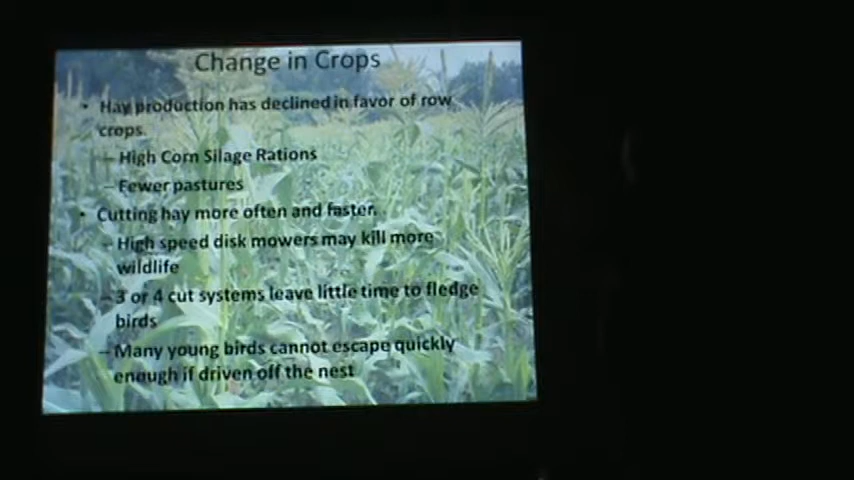 Change in Crops
• Hay production has declined in favor of row
crops.
– High Corn Silage Rations
– Fewer pastures
• Cutting hay more often and faster.
– High speed disk mowers may kill more
wildlife
– 3 or 4 cut systems leave little time to fledge
birds
– Many young birds cannot escape quickly
enough if driven off the nest